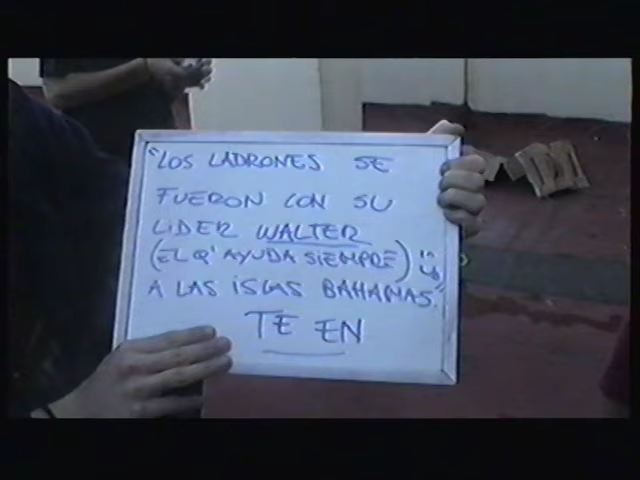 "LOS LADRONES SE
FUERON CON SU
LIDER WALTER
(EL Q' AYUDA SIEMPRE)
A LAS ISLAS BAHAMAS."
TE EN